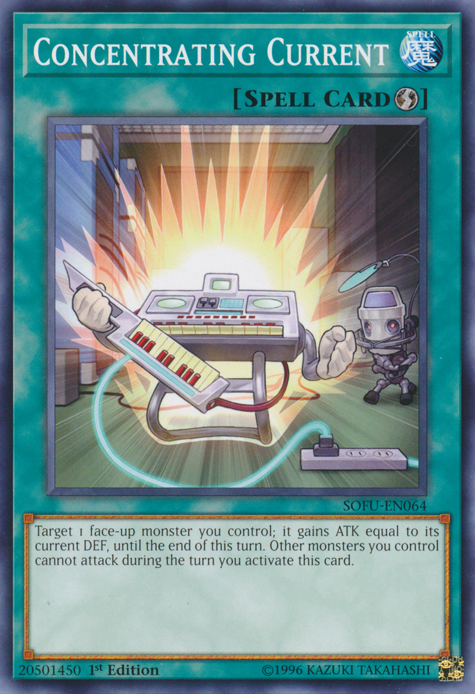 CONCENTRATING CURRENT
SPELL
魔
[SPELL CARD]
SOFU-EN064
Target 1 face-up monster you control; it gains ATK equal to its
current DEF, until the end of this turn. Other monsters you control
cannot attack during the turn you activate this card.
20501450 1st Edition ©1996 KAZUKI TAKAHASHI